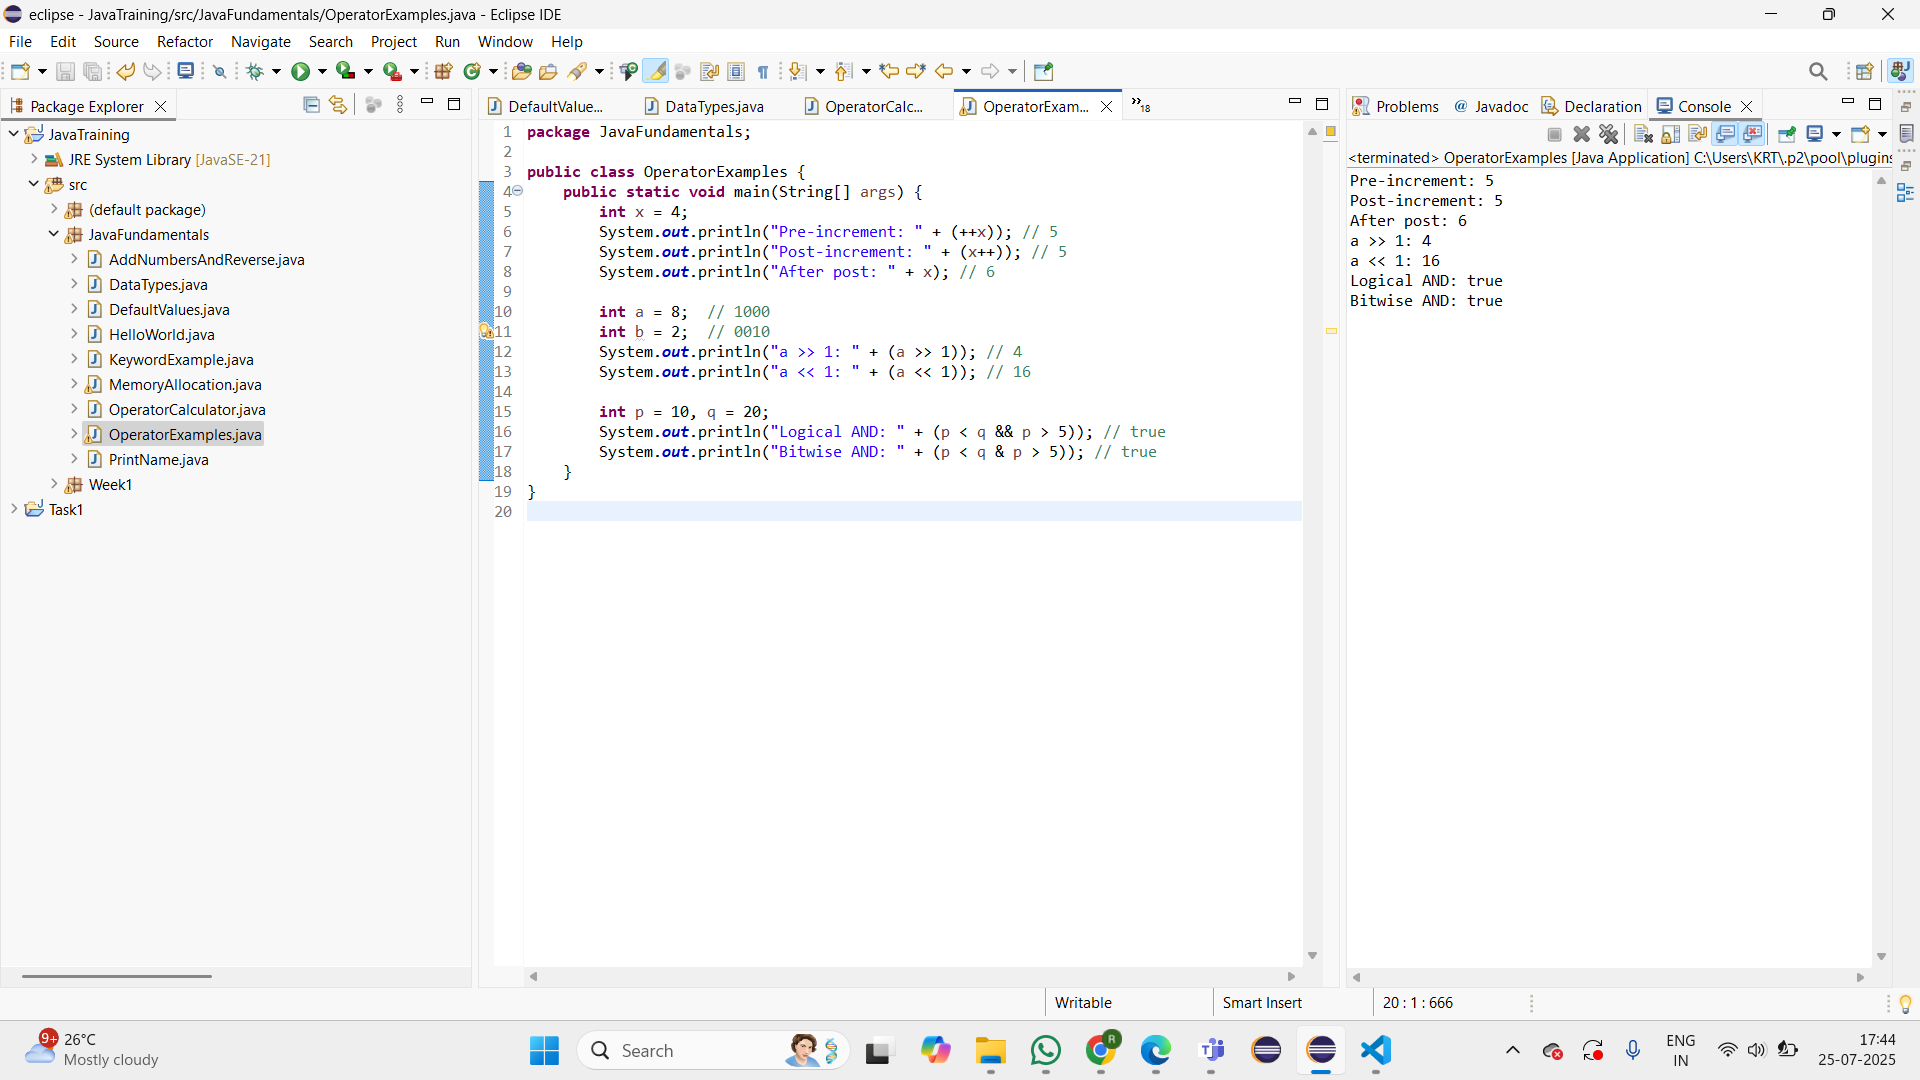 eclipse - JavaTraining/src/JavaFundamentals/OperatorExamples.java - Eclipse IDE
File Edit Source Refactor Navigate Search Project Run Window Help
Package Explorer
JavaTraining
JRE System Library [JavaSE-21]
src
(default package)
JavaFundamentals
AddNumbersAndReverse.java
DataTypes.java
DefaultValues.java
HelloWorld.java
KeywordExample.java
MemoryAllocation.java
OperatorCalculator.java
OperatorExamples.java
PrintName.java
Week1
Task1
DefaultValue... DataTypes.java OperatorCalc... OperatorExam... »18
1 package JavaFundamentals;
2
3 public class OperatorExamples {
4 public static void main(String[] args) {
5 int x = 4;
6 System.out.println("Pre-increment: " + (++x)); // 5
7 System.out.println("Post-increment: " + (x++)); // 5
8 System.out.println("After post: " + x); // 6
9
10 int a = 8; // 1000
11 int b = 2; // 0010
12 System.out.println("a >> 1: " + (a >> 1)); // 4
13 System.out.println("a << 1: " + (a << 1)); // 16
14
15 int p = 10, q = 20;
16 System.out.println("Logical AND: " + (p < q && p > 5)); // true
17 System.out.println("Bitwise AND: " + (p < q & p > 5)); // true
18 }
19 }
20
Problems @ Javadoc Declaration Console
<terminated> OperatorExamples [Java Application] C:\Users\KRT\.p2\pool\plugins
Pre-increment: 5
Post-increment: 5
After post: 6
a >> 1: 4
a << 1: 16
Logical AND: true
Bitwise AND: true
Writable Smart Insert 20 : 1 : 666
9+ 26°C
Mostly cloudy
Search
R
ENG
IN
17:44
25-07-2025